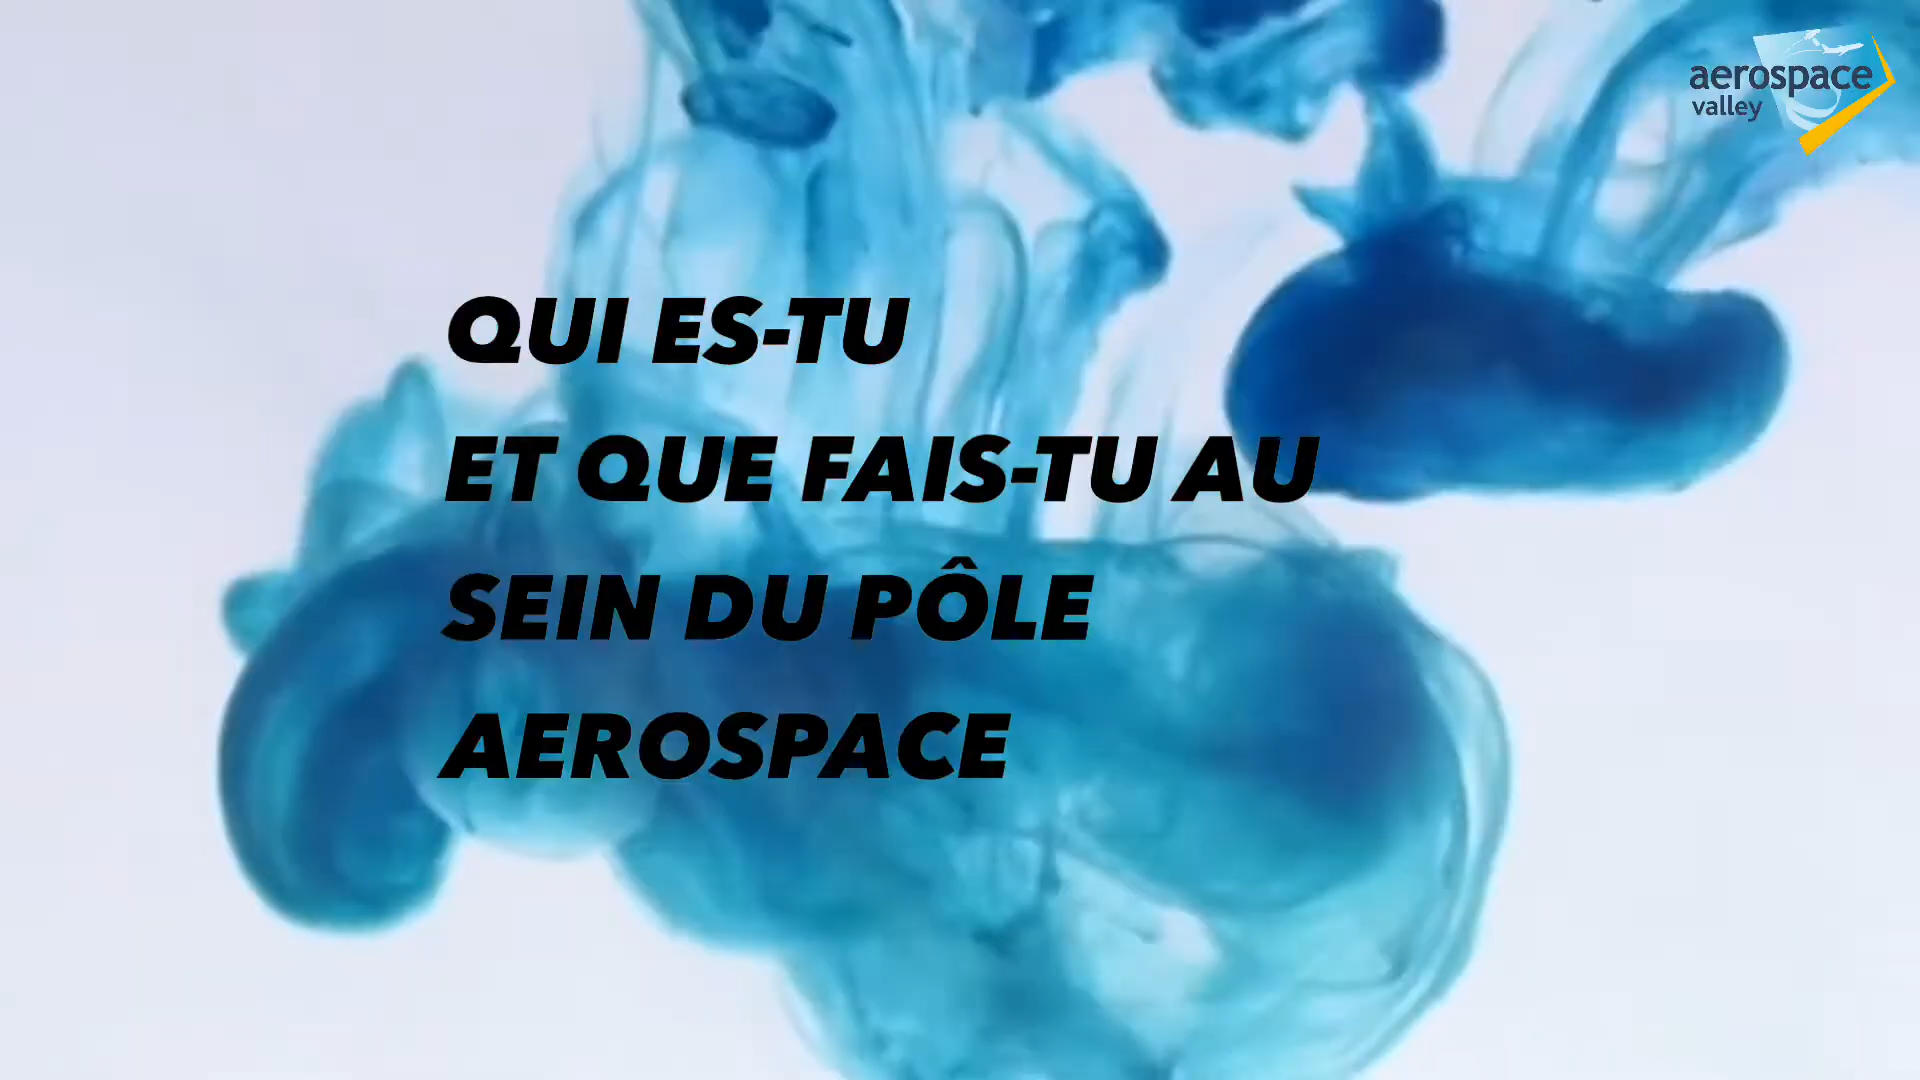 aerospace
valley
QUI ES-TU
ET QUE FAIS-TU AU
SEIN DU PÔLE
AEROSPACE